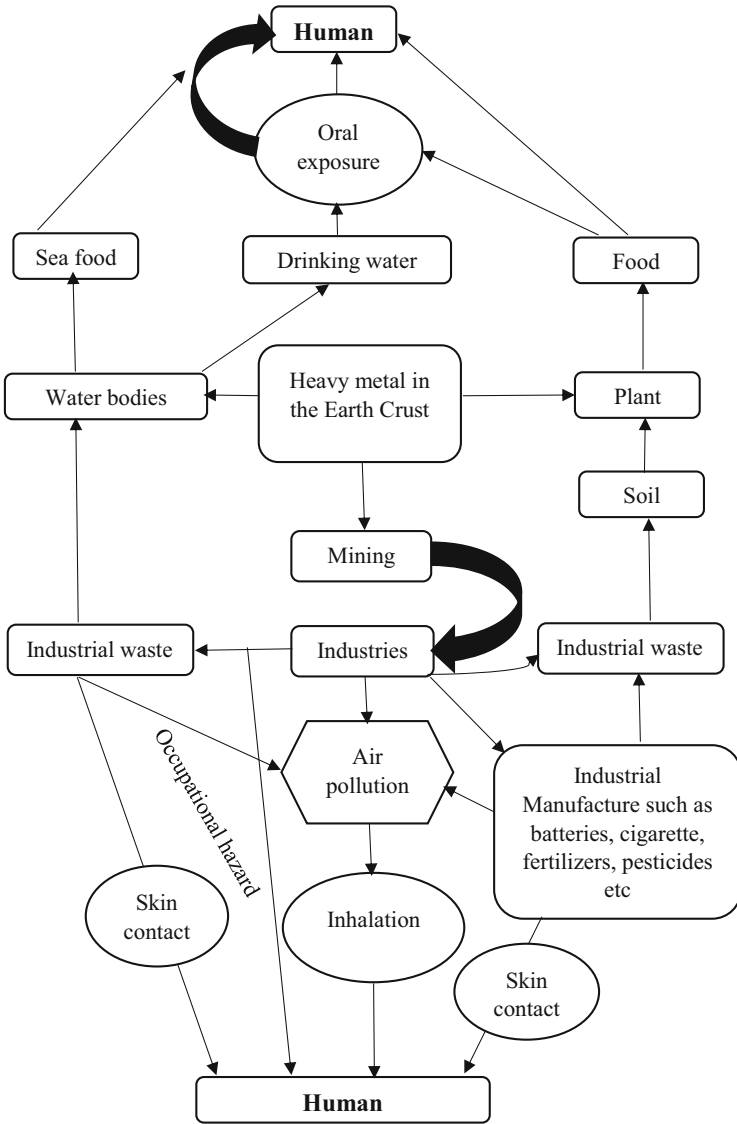 Human
Oral
exposure
Sea food
Drinking water
Food
Water bodies
Heavy metal in
the Earth Crust
Plant
Soil
Mining
Industrial waste
Industries
Industrial waste
Occupational hazard
Air
pollution
Industrial
Manufacture such as
batteries, cigarette,
fertilizers, pesticides
etc
Skin
contact
Inhalation
Skin
contact
Human